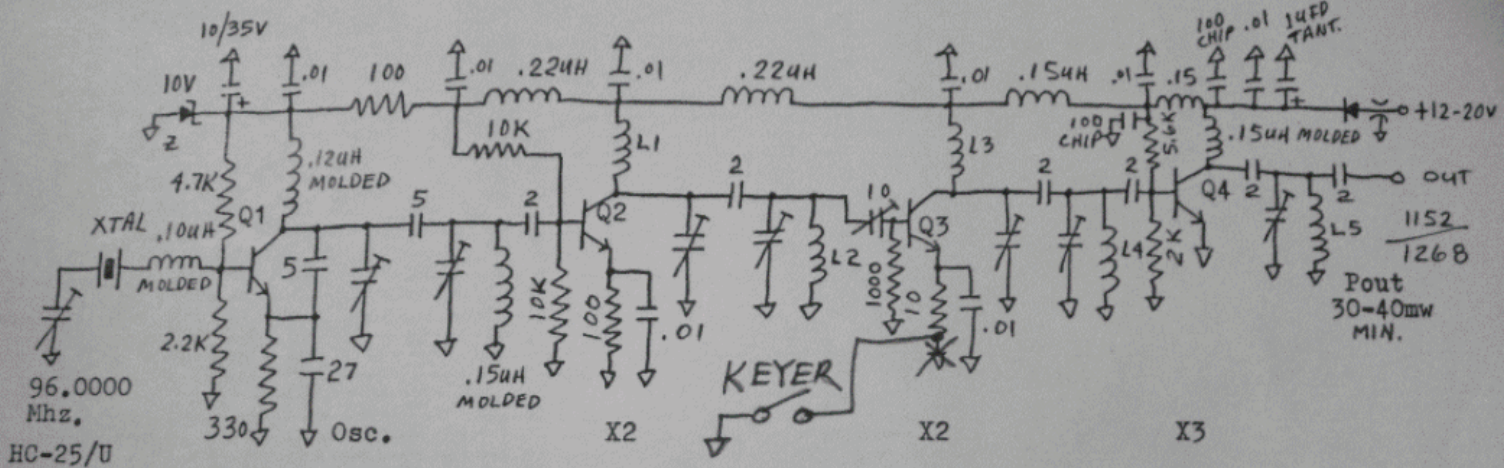 10/35V
10V
Z
.01
100
.01
.22UH
.01
.22UH
.01
.15UH
.01
.15
100
CHIP
.01
1UFD
TANT.
+12-20V
+
+
10K
L1
L3
100
CHIP
5.6K
.15UH MOLDED
4.7K
.12UH
MOLDED
Q1
5
2
Q2
2
10
Q3
2
2
Q4
2
2
OUT
XTAL
.10UH
MOLDED
5
L2
L4
L5
1152
1268
2.2K
27
10K
100
.01
1000
10
.01
2K
Pout
30-40mw
MIN.
.15UH
MOLDED
KEYER
96.0000
Mhz.
HC-25/U
330
Osc.
X2
X2
X3